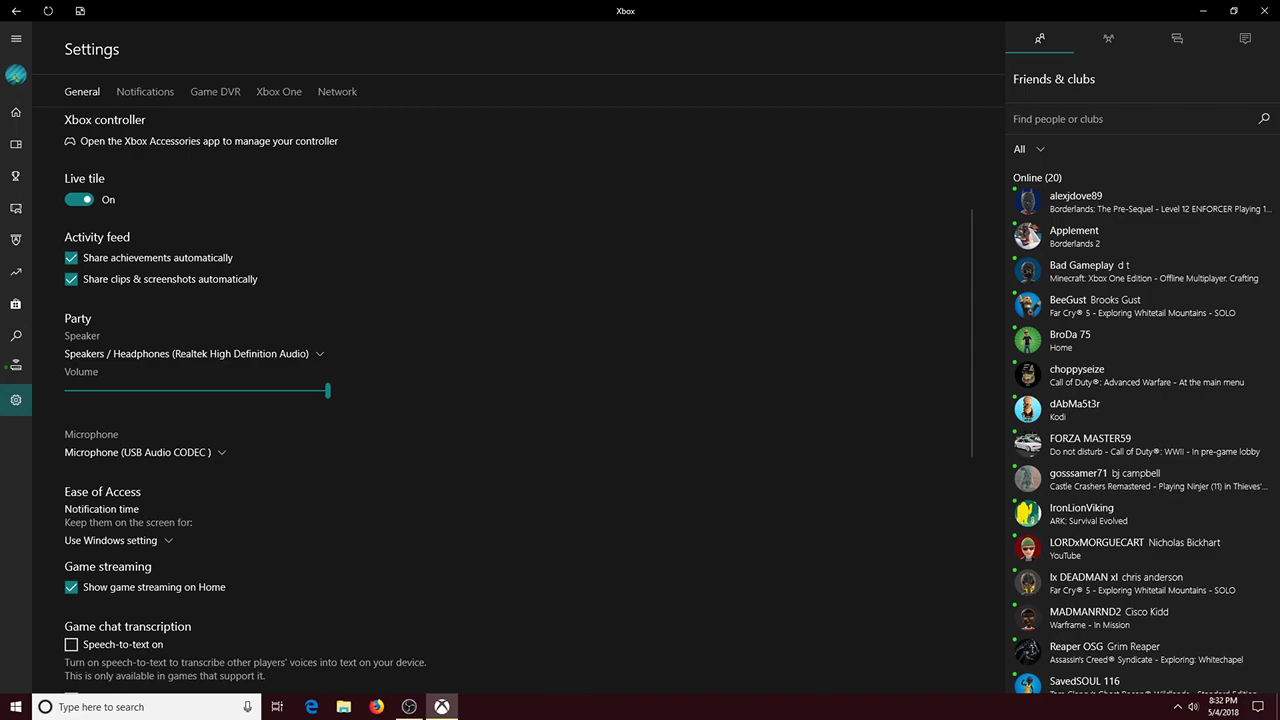 Xbox
Settings
General Notifications Game DVR Xbox One Network
Xbox controller
Open the Xbox Accessories app to manage your controller
Live tile
On
Activity feed
Share achievements automatically
Share clips & screenshots automatically
Party
Speaker
Speakers / Headphones (Realtek High Definition Audio)
Volume
Microphone
Microphone (USB Audio CODEC )
Ease of Access
Notification time
Keep them on the screen for:
Use Windows setting
Game streaming
Show game streaming on Home
Game chat transcription
Speech-to-text on
Turn on speech-to-text to transcribe other players' voices into text on your device.
This is only available in games that support it.
Friends & clubs
Find people or clubs
All
Online (20)
alexjdove89
Borderlands: The Pre-Sequel - Level 12 ENFORCER Playing 1...
Applement
Borderlands 2
Bad Gameplay d t
Minecraft: Xbox One Edition - Offline Multiplayer. Crafting
BeeGust Brooks Gust
Far Cry® 5 - Exploring Whitetail Mountains - SOLO
BroDa 75
Home
choppyseize
Call of Duty®: Advanced Warfare - At the main menu
dAbMa5t3r
Kodi
FORZA MASTER59
Do not disturb - Call of Duty®: WWII - In pre-game lobby
gosssamer71 bj campbell
Castle Crashers Remastered - Playing Ninjer (11) in Thieves'...
IronLionViking
ARK: Survival Evolved
LORDxMORGUECART Nicholas Bickhart
YouTube
Ix DEADMAN xI chris anderson
Far Cry® 5 - Exploring Whitetail Mountains - SOLO
MADMANRND2 Cisco Kidd
Warframe - In Mission
Reaper OSG Grim Reaper
Assassin's Creed® Syndicate - Exploring: Whitechapel
SavedSOUL 116
Type here to search
8:32 PM
5/4/2018